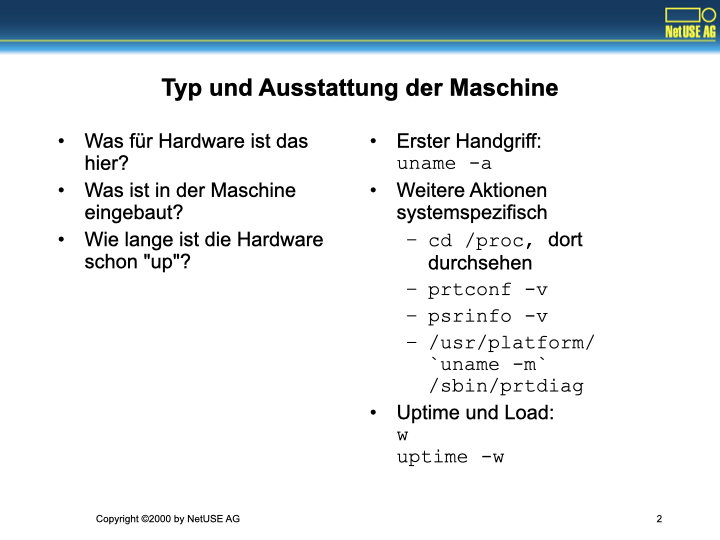 NetUSE AG
Typ und Ausstattung der Maschine
• Was für Hardware ist das
hier?
• Was ist in der Maschine
eingebaut?
• Wie lange ist die Hardware
schon "up"?
• Erster Handgriff:
uname -a
• Weitere Aktionen
systemspezifisch
– cd /proc, dort
durchsehen
– prtconf -v
– psrinfo -v
– /usr/platform/
`uname -m`
/sbin/prtdiag
• Uptime und Load:
w
uptime -w
Copyright ©2000 by NetUSE AG
2